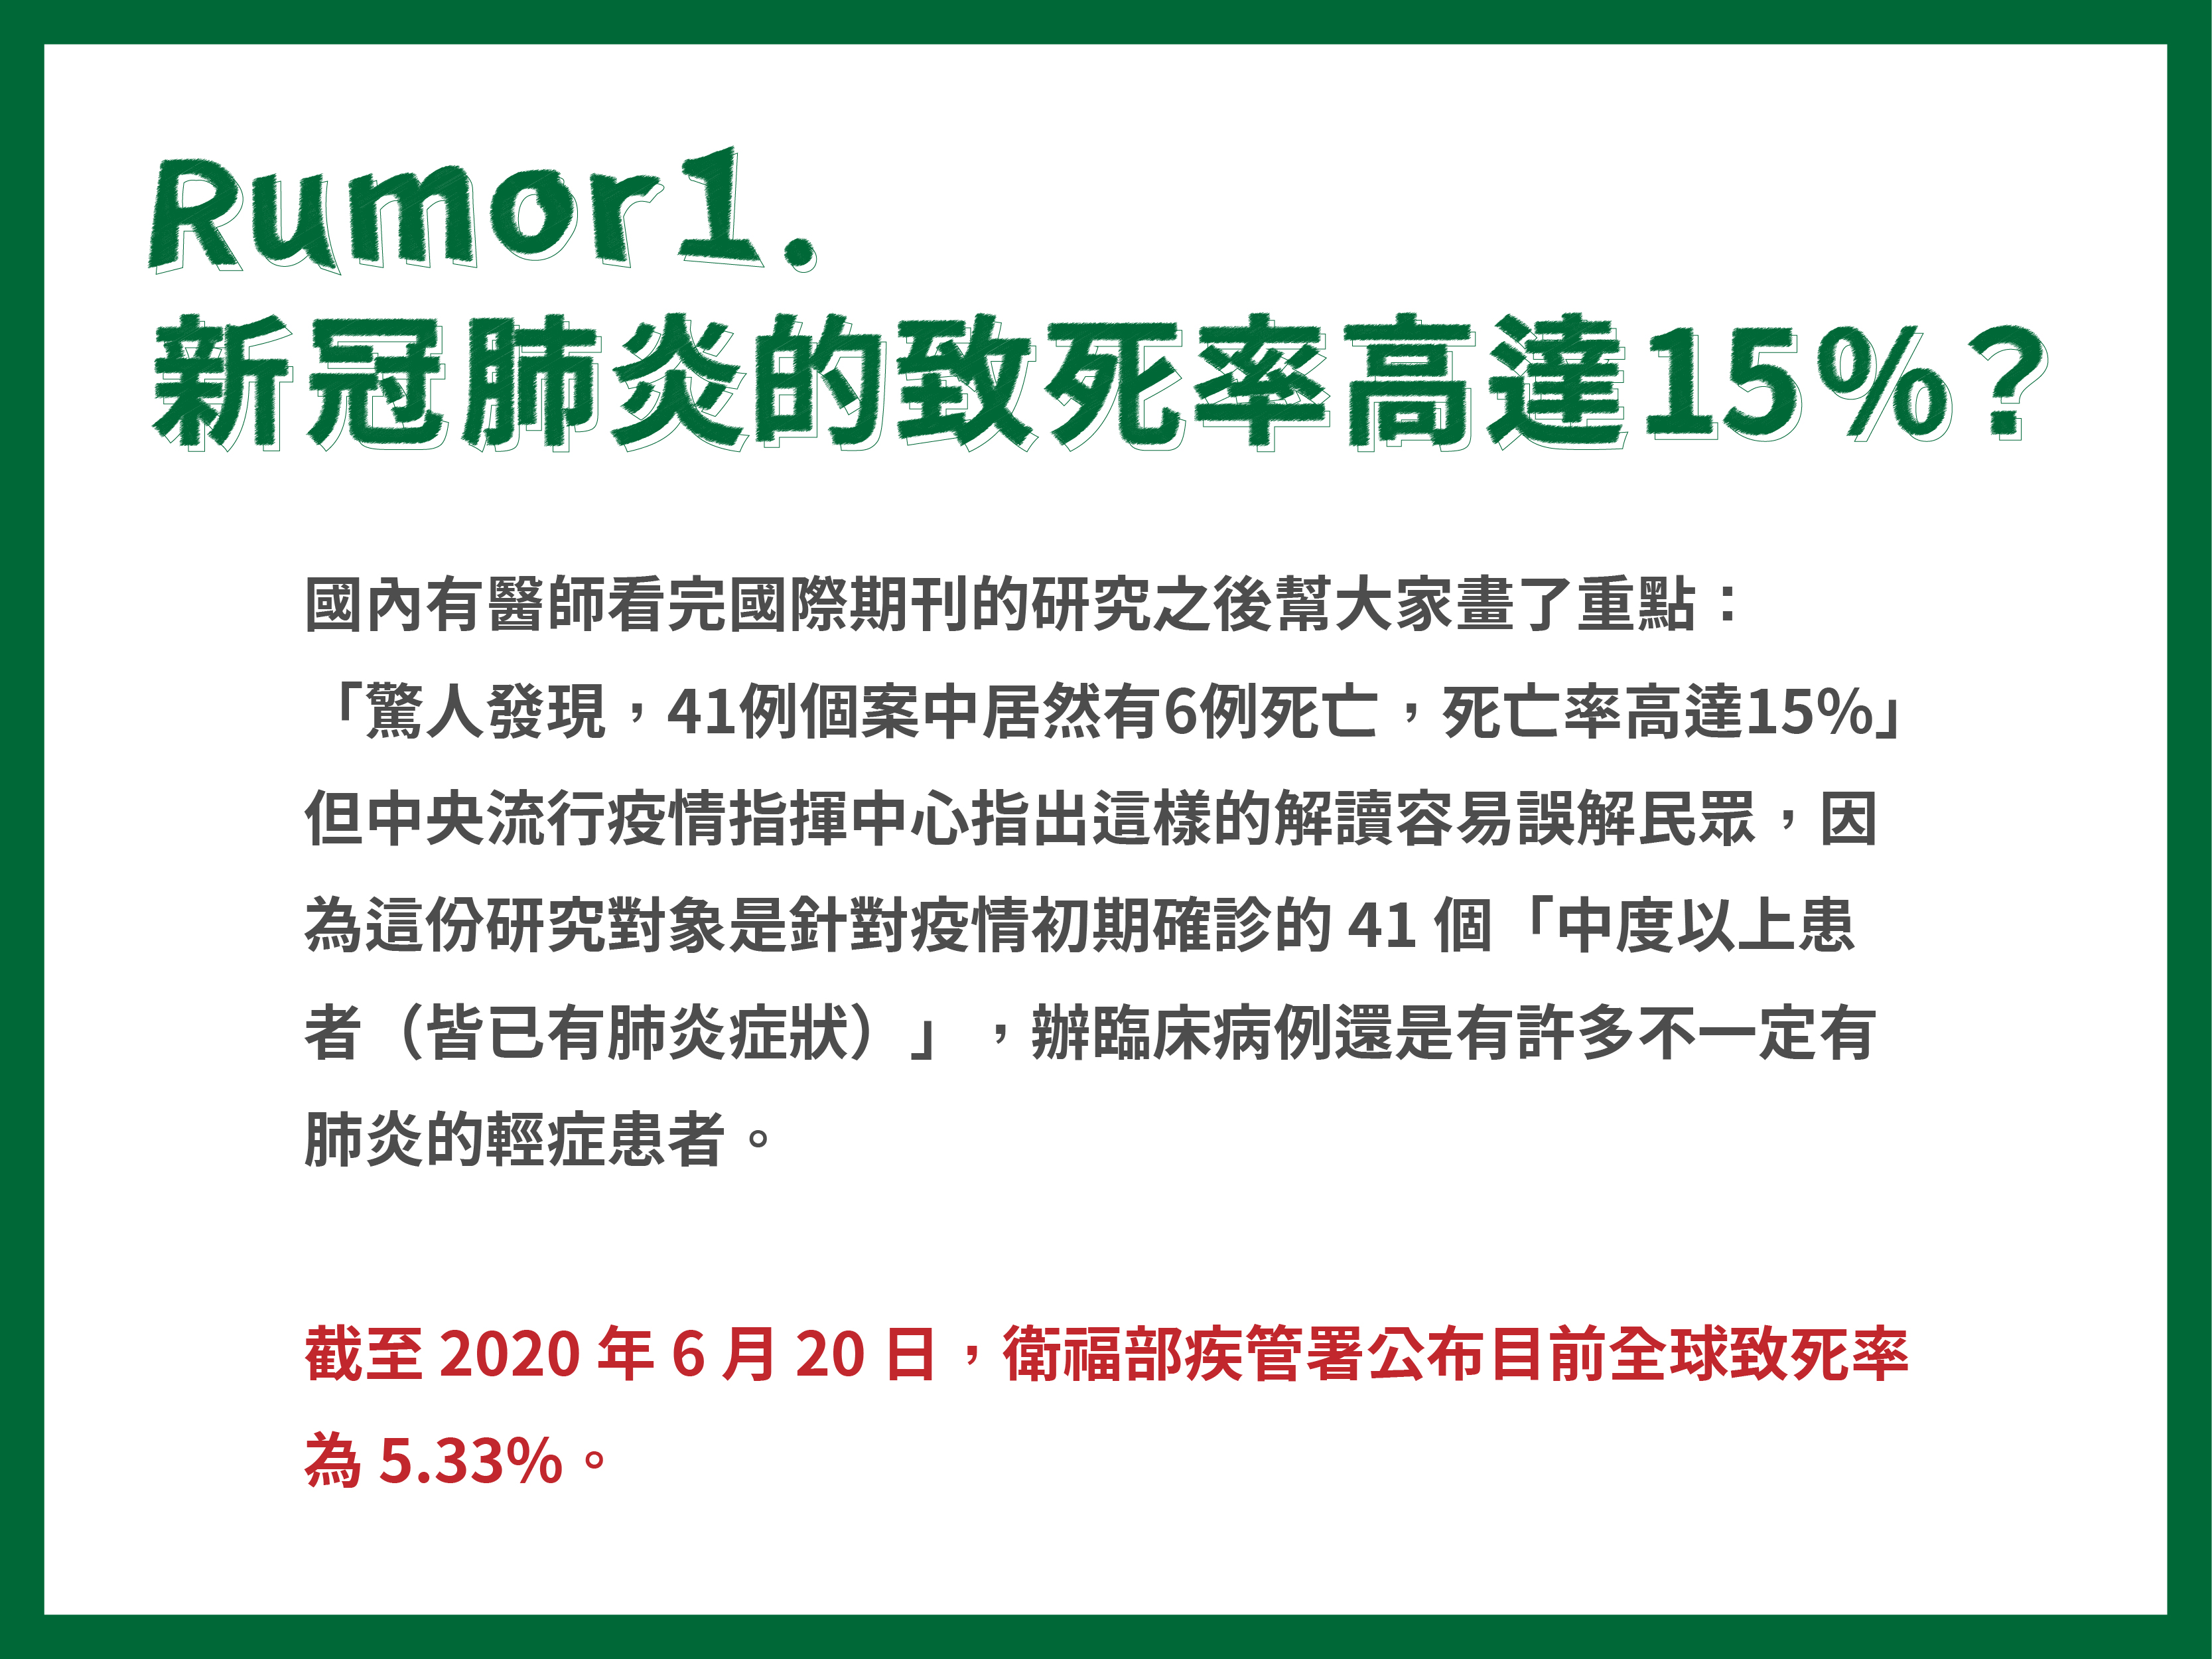 Rumor1.
新冠肺炎的致死率高達15%?
國內有醫師看完國際期刊的研究之後幫大家畫了重點：
「驚人發現，41例個案中居然有6例死亡，死亡率高達15%」
但中央流行疫情指揮中心指出這樣的解讀容易誤解民眾，因
為這份研究對象是針對疫情初期確診的 41 個「中度以上患
者（皆已有肺炎症狀）」，辦臨床病例還是有許多不一定有
肺炎的輕症患者。
截至 2020 年 6 月 20 日，衛福部疾管署公布目前全球致死率
為 5.33%。